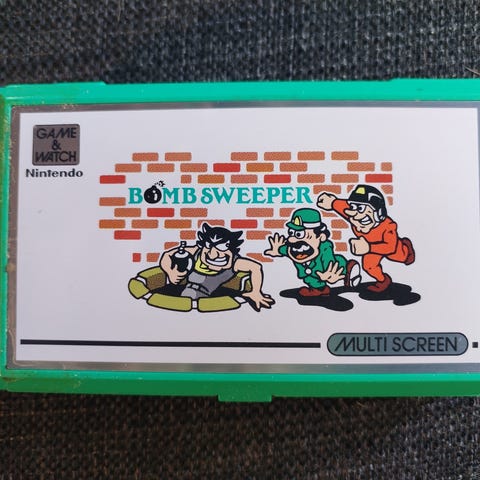 GAME
&
WATCH
Nintendo
BOMB SWEEPER
MULTI SCREEN